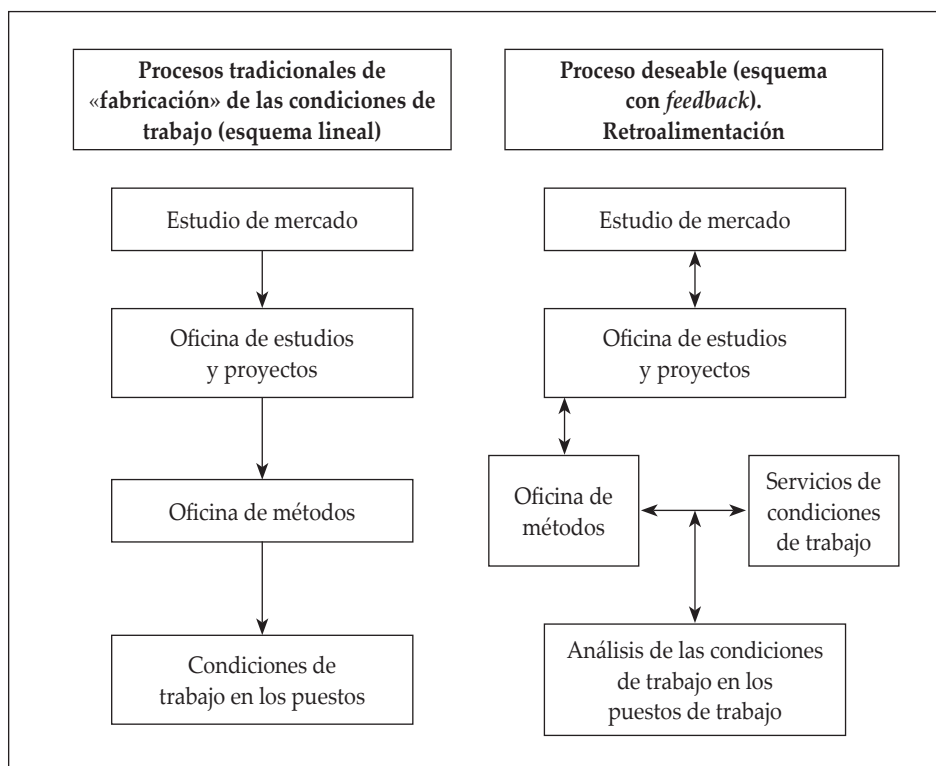 Procesos tradicionales de
«fabricación» de las condiciones de
trabajo (esquema lineal)
Estudio de mercado
Oficina de estudios
y proyectos
Oficina de métodos
Condiciones de
trabajo en los puestos
Proceso deseable (esquema
con feedback).
Retroalimentación
Estudio de mercado
Oficina de estudios
y proyectos
Oficina de
métodos
Servicios de
condiciones
de trabajo
Análisis de las condiciones
de trabajo en los
puestos de trabajo